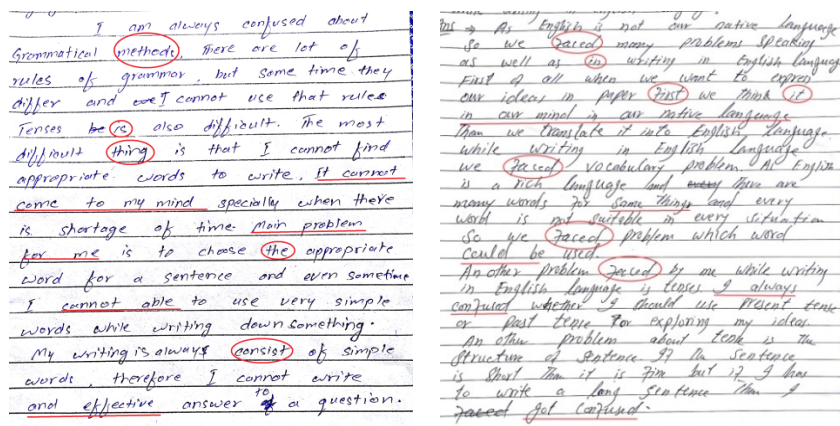 I am always confused about
Grammatical methods. There are lot of
rules of grammar, but some time they
differ and I cannot use that rules
Tenses is also difficult. The most
difficult thing is that I cannot find
appropriate words to write. It cannot
come to my mind specially when there
is shortage of time. Main problem
for me is to choose the appropriate
word for a sentence and even sometime
I cannot able to use very simple
words while writing down something.
My writing is always consist of simple
words, therefore I cannot write
and effective answer to a question.
Ans → As English is not our native language
So we faced many problems speaking
as well as in writing in English language
First of all when we want to express
our ideas in paper first we think it
in our mind in our native language
Than we translate it into English language.
while writing in English language
we faced vocabulary problem. As English
is a rich language and there are
many words for same things and every
word is not suitable in every situation
So we faced problem which word
could be used.
Another problem faced by me while writing
in English language is tenses I always
confused whether I should use present tense
or past tense for exploring my ideas.
An other problem about tense is the
structure of sentence If the sentence
is short than it is fine but if I has
to write a long sentence than I
faced got confused.